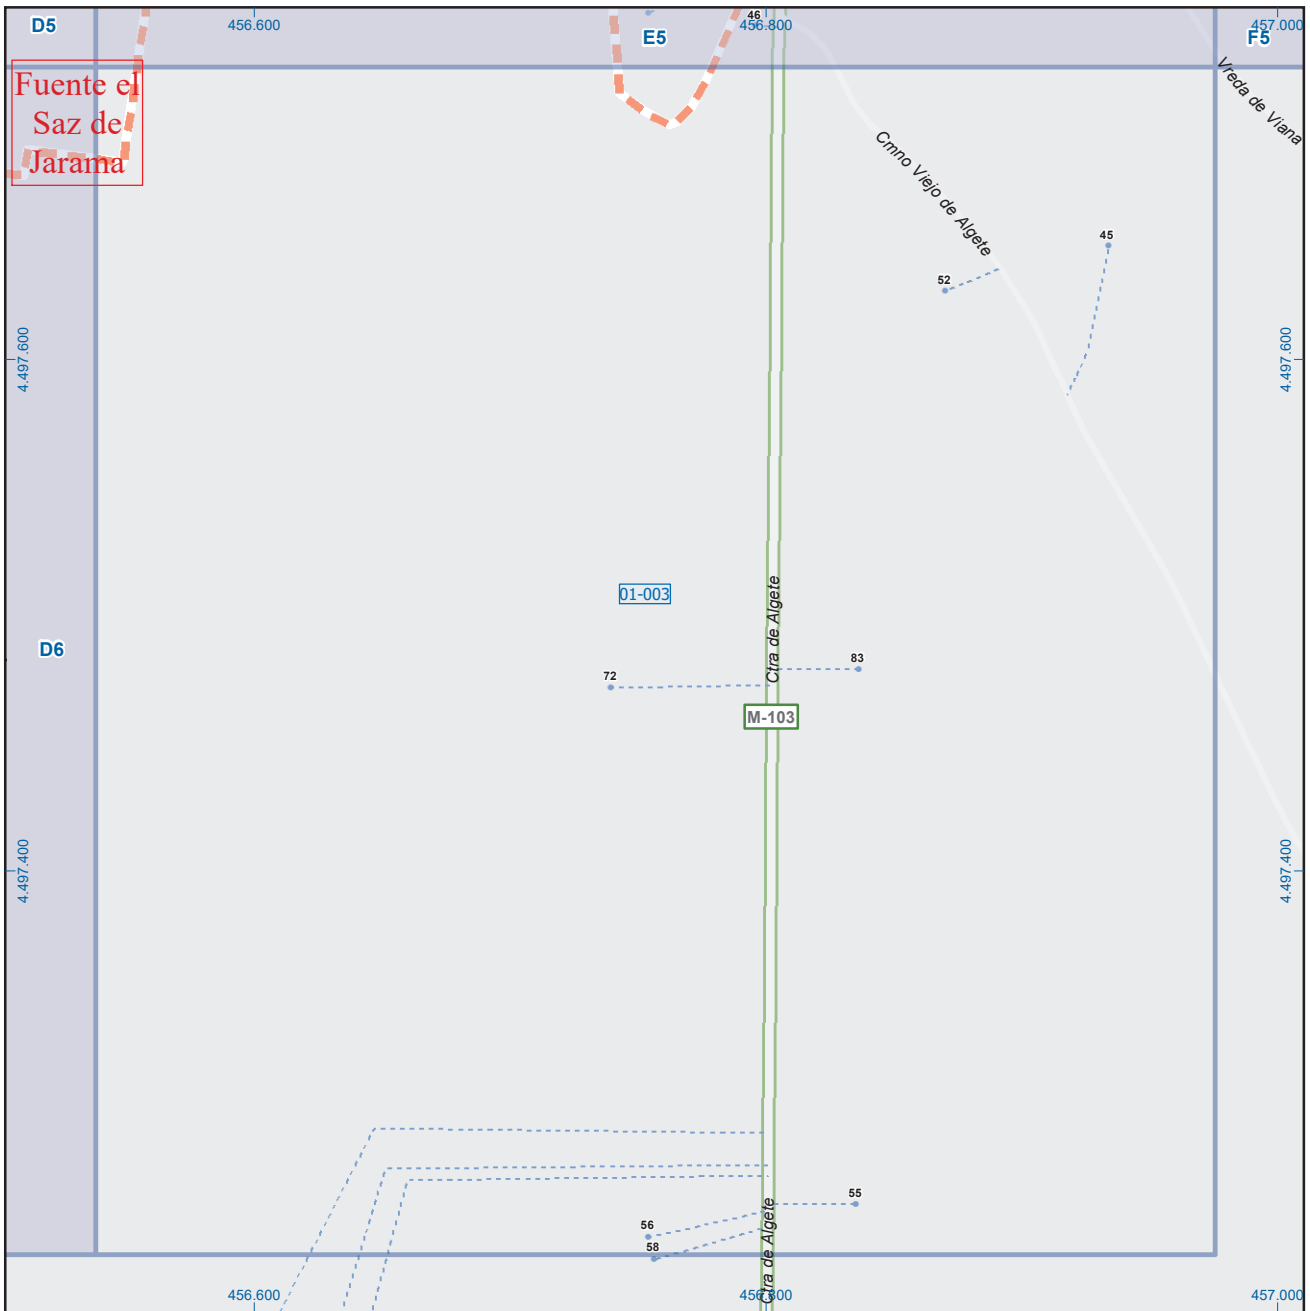 D5
456.600
46
456.800
E5
457.000
F5
Fuente el
Saz de
Jarama
Vreda de Viana
Cmno Viejo de Algete
45
52
4.497.600
4.497.600
01-003
Ctra de Algete
D6
83
72
M-103
4.497.400
4.497.400
55
56
58
Ctra de Algete
456.600
456.800
457.000